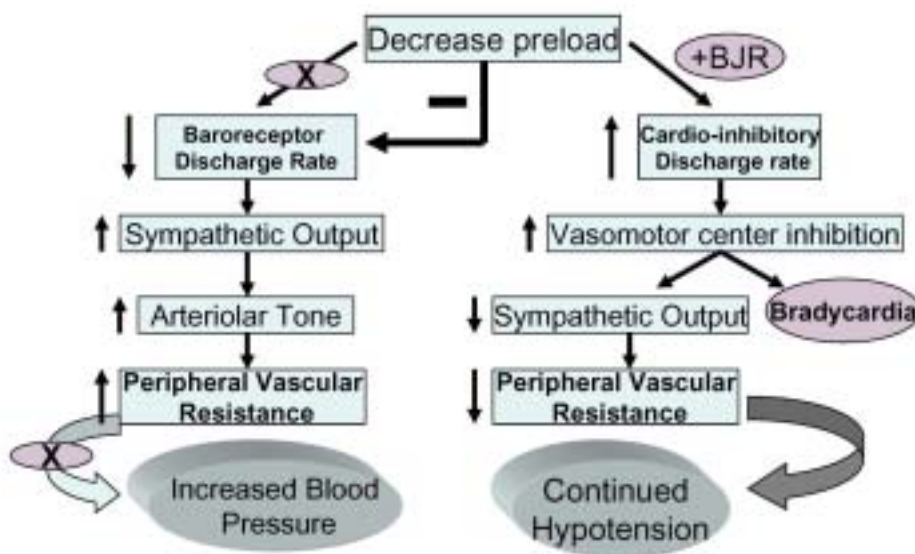 Decrease preload
X
+BJR
Baroreceptor
Discharge Rate
Cardio-inhibitory
Discharge rate
Sympathetic Output
Vasomotor center inhibition
Arteriolar Tone
Sympathetic Output
Bradycardia
Peripheral Vascular
Resistance
Peripheral Vascular
Resistance
X
Increased Blood
Pressure
Continued
Hypotension